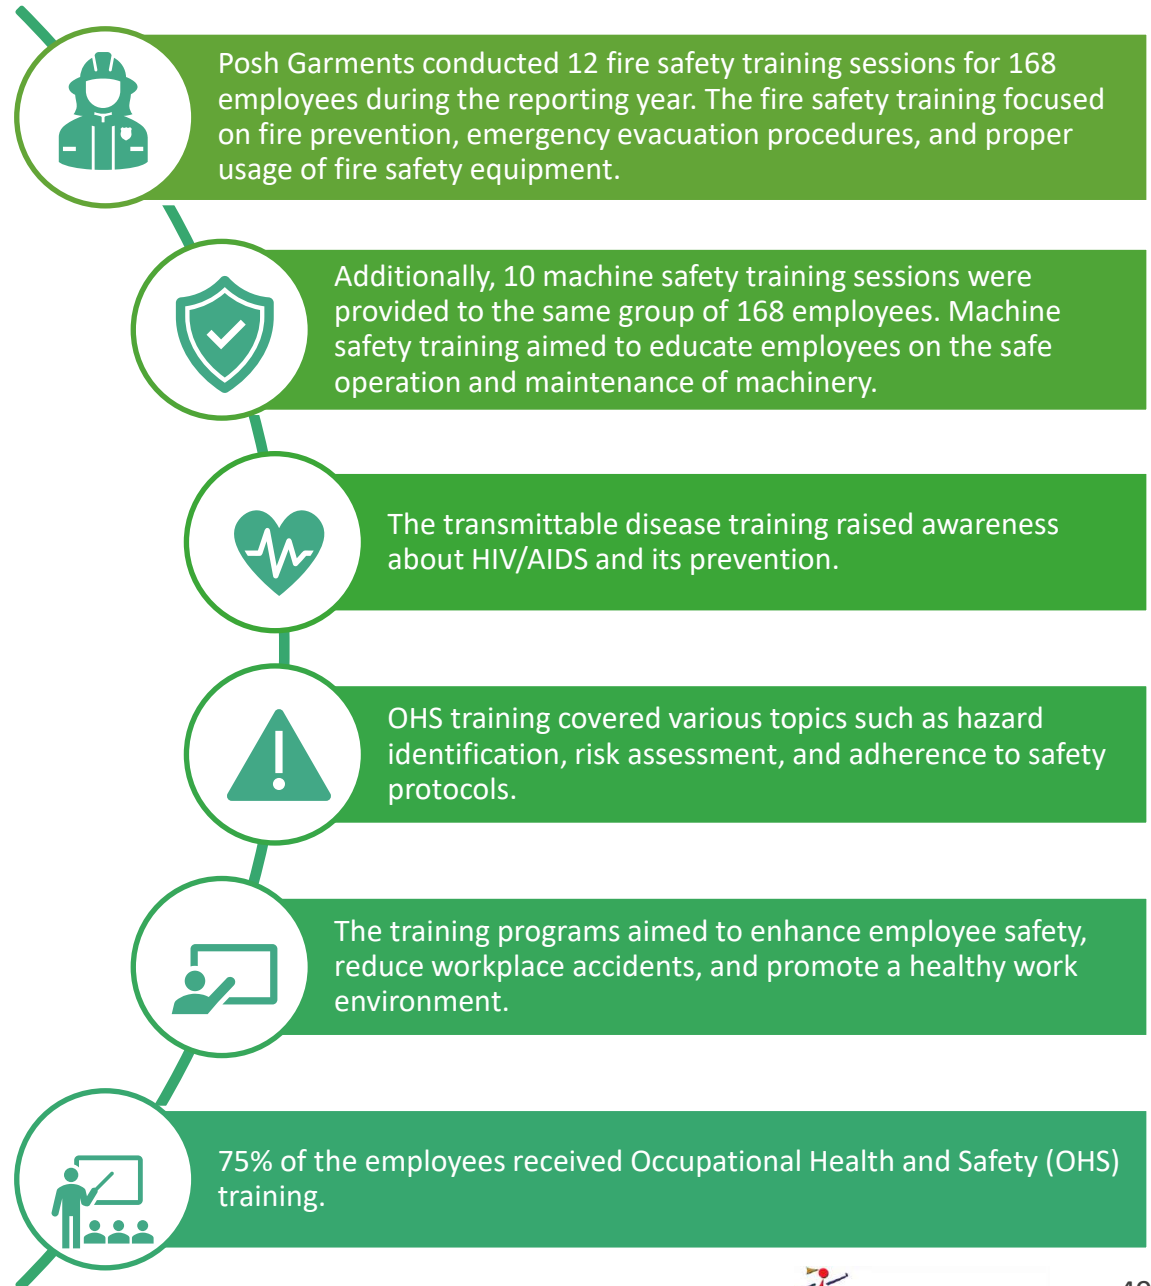 Posh Garments conducted 12 fire safety training sessions for 168
employees during the reporting year. The fire safety training focused
on fire prevention, emergency evacuation procedures, and proper
usage of fire safety equipment.
Additionally, 10 machine safety training sessions were
provided to the same group of 168 employees. Machine
safety training aimed to educate employees on the safe
operation and maintenance of machinery.
The transmittable disease training raised awareness
about HIV/AIDS and its prevention.
OHS training covered various topics such as hazard
identification, risk assessment, and adherence to safety
protocols.
The training programs aimed to enhance employee safety,
reduce workplace accidents, and promote a healthy work
environment.
75% of the employees received Occupational Health and Safety (OHS)
training.